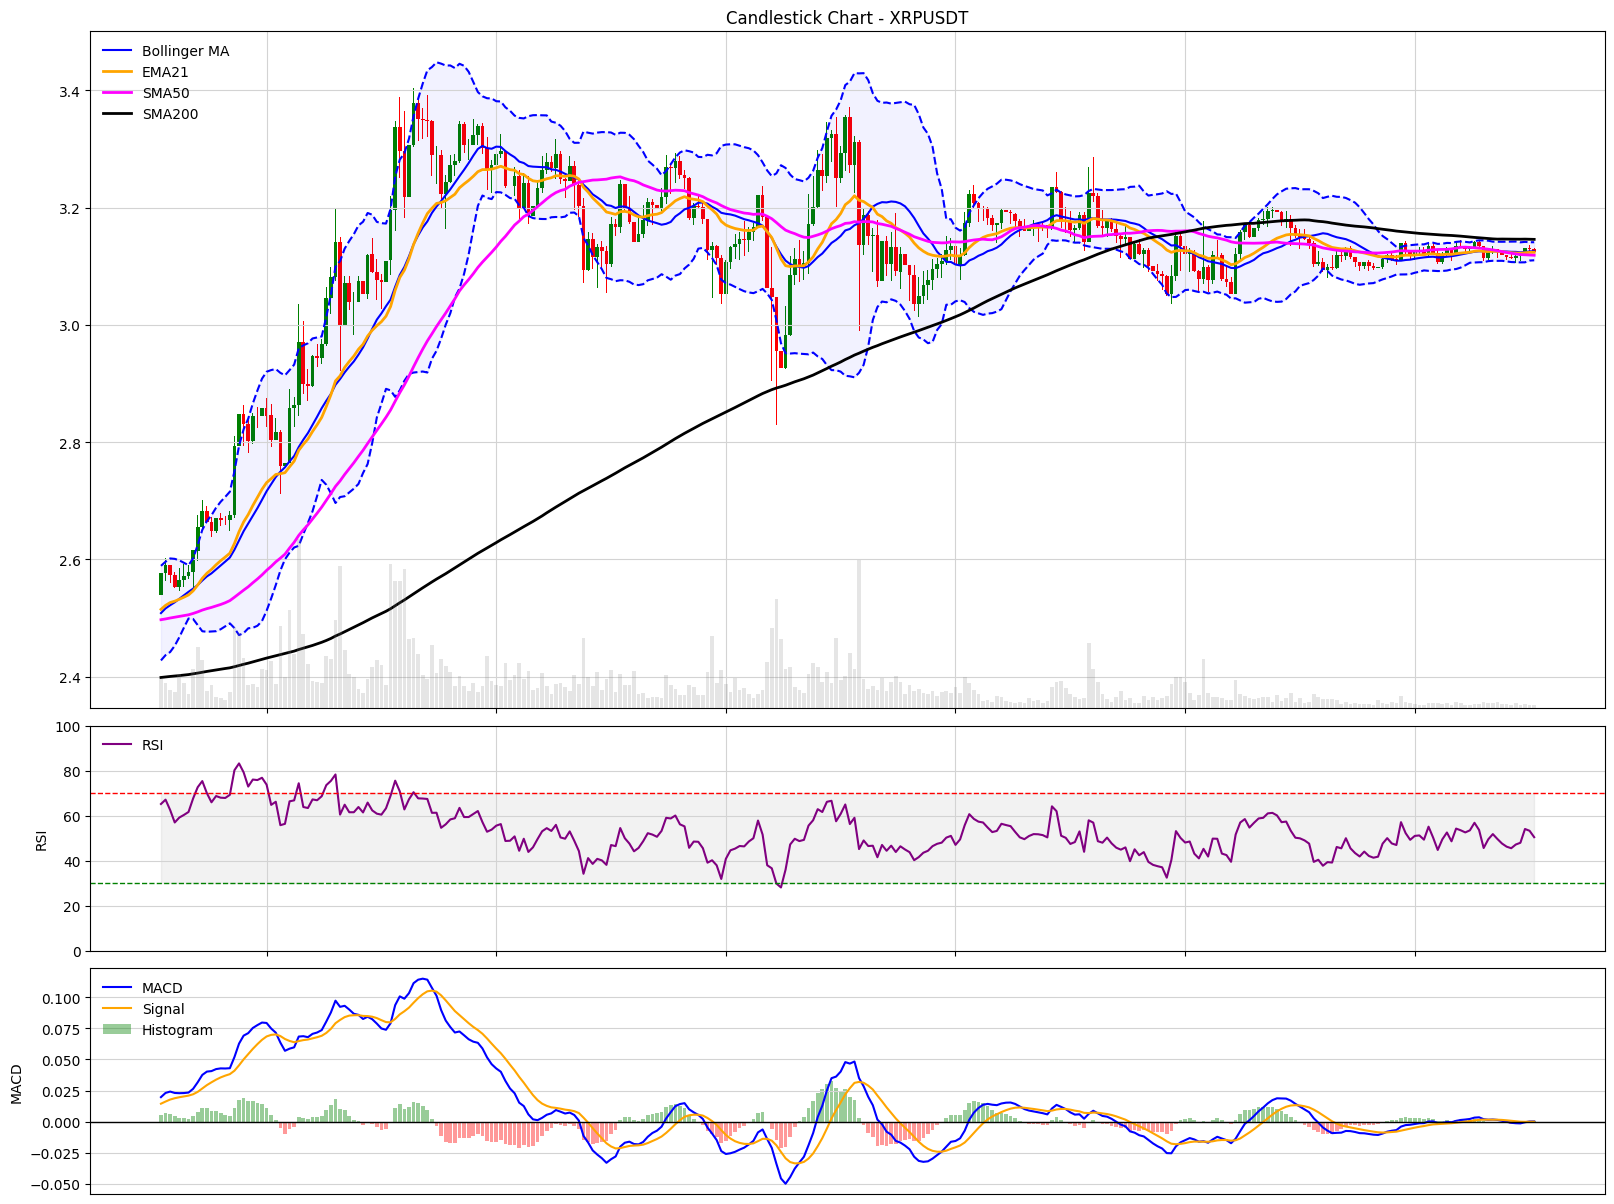 Candlestick Chart - XRPUSDT
Bollinger MA
EMA21
SMA50
SMA200
3.4
3.2
3.0
2.8
2.6
2.4
RSI
RSI
100
80
60
40
20
0
MACD
Signal
Histogram
MACD
0.100
0.075
0.050
0.025
0.000
−0.025
−0.050